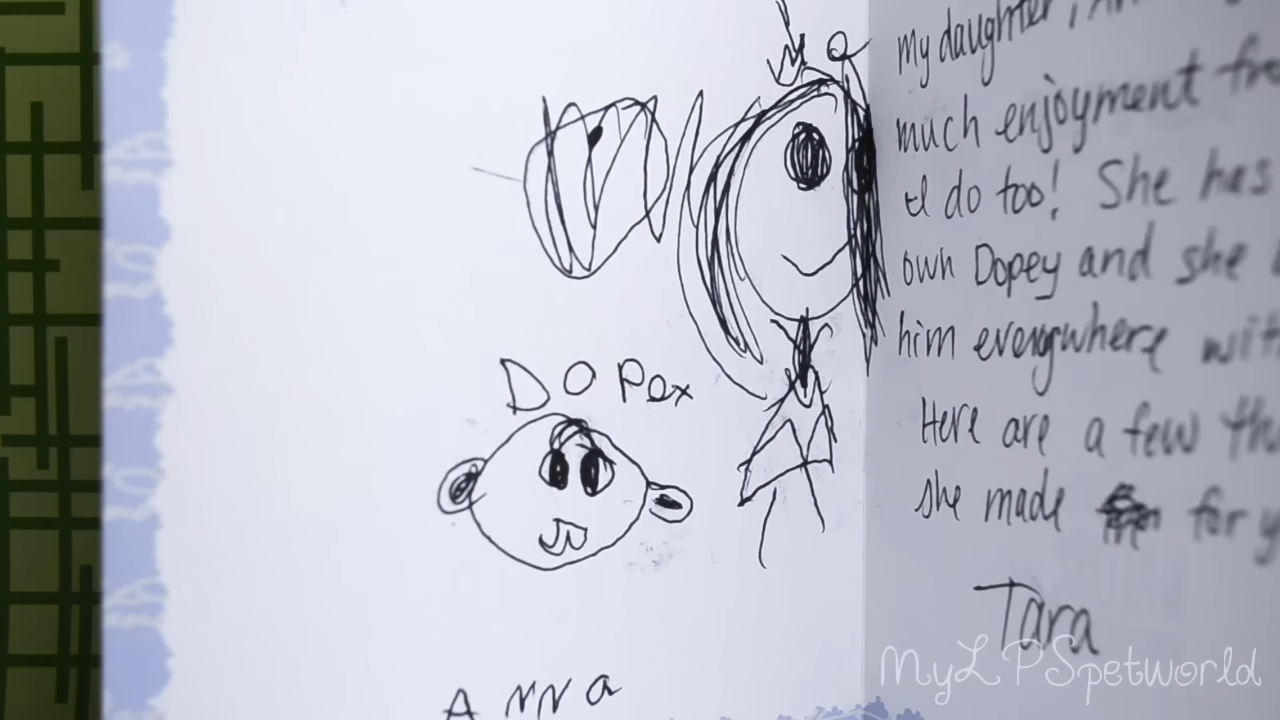 my daughter,
much enjoyment
I do too! She has
own Dopey and she
him everywhere
Here are a few
she made for
Tara
DOPex
Anna
MyLPSpetworld